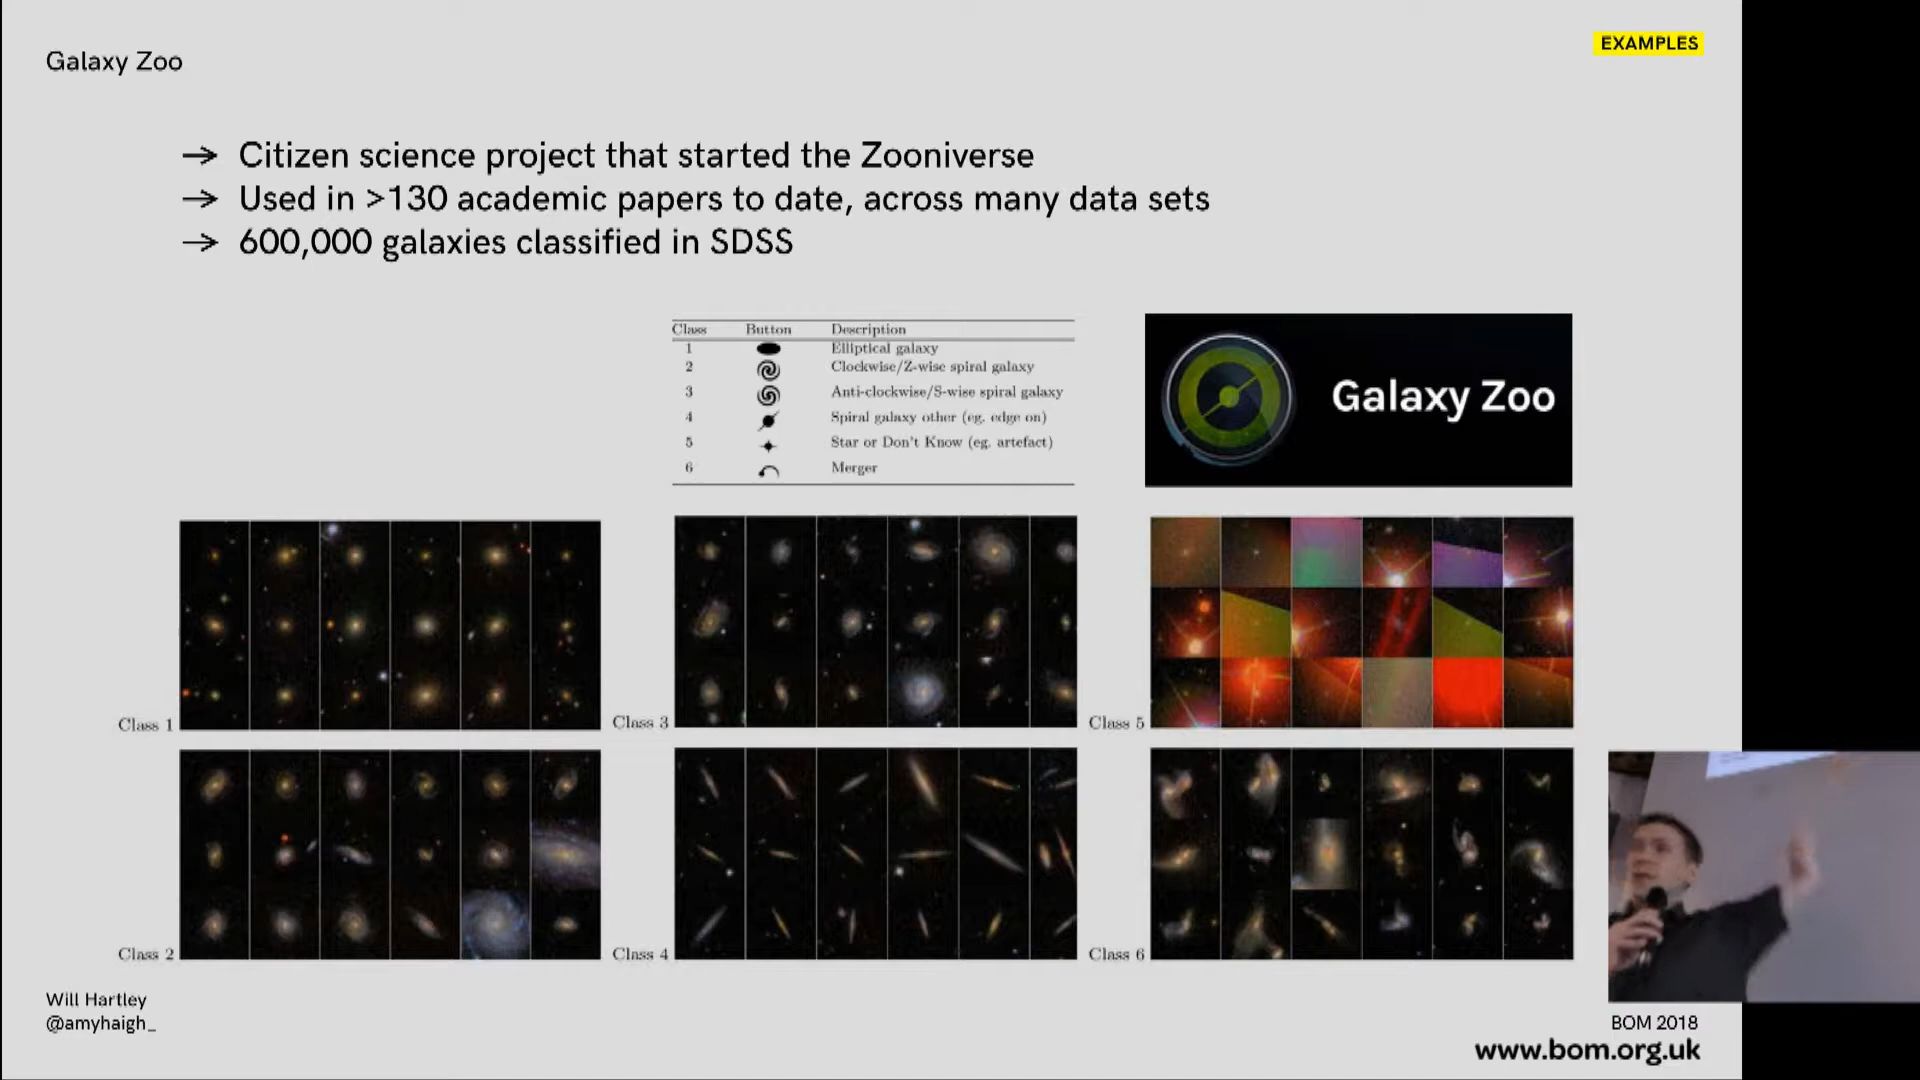 Galaxy Zoo
EXAMPLES
→ Citizen science project that started the Zooniverse
→ Used in >130 academic papers to date, across many data sets
→ 600,000 galaxies classified in SDSS
Class Button Description
1 Elliptical galaxy
2 Clockwise/Z-wise spiral galaxy
3 Anti-clockwise/S-wise spiral galaxy
4 Spiral galaxy other (eg. edge on)
5 Star or Don't Know (eg. artefact)
6 Merger
Galaxy Zoo
Class 1
Class 3
Class 5
Class 2
Class 4
Class 6
Will Hartley
@amyhaigh_
BOM 2018
www.bom.org.uk